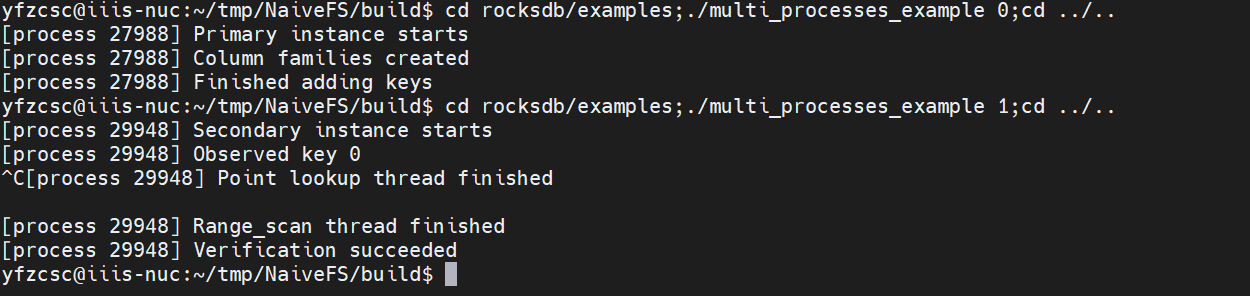 yfzcsc@iiis-nuc:~/tmp/NaiveFS/build$ cd rocksdb/examples;./multi_processes_example 0;cd ../..
[process 27988] Primary instance starts
[process 27988] Column families created
[process 27988] Finished adding keys
yfzcsc@iiis-nuc:~/tmp/NaiveFS/build$ cd rocksdb/examples;./multi_processes_example 1;cd ../..
[process 29948] Secondary instance starts
[process 29948] Observed key 0
^C[process 29948] Point lookup thread finished
[process 29948] Range_scan thread finished
[process 29948] Verification succeeded
yfzcsc@iiis-nuc:~/tmp/NaiveFS/build$